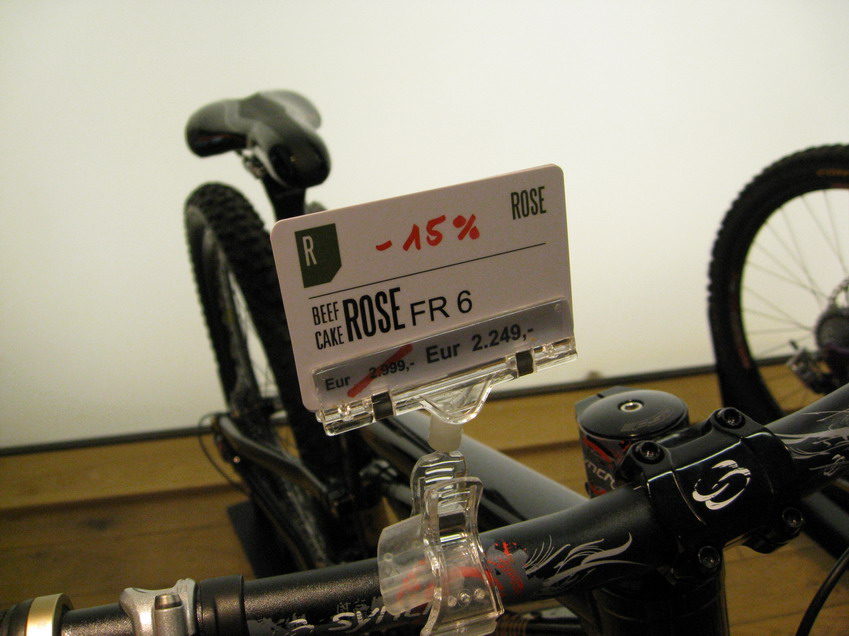 R
-15%
ROSE
BEEF
CAKE ROSE FR 6
Eur 2.999,- Eur 2.249,-